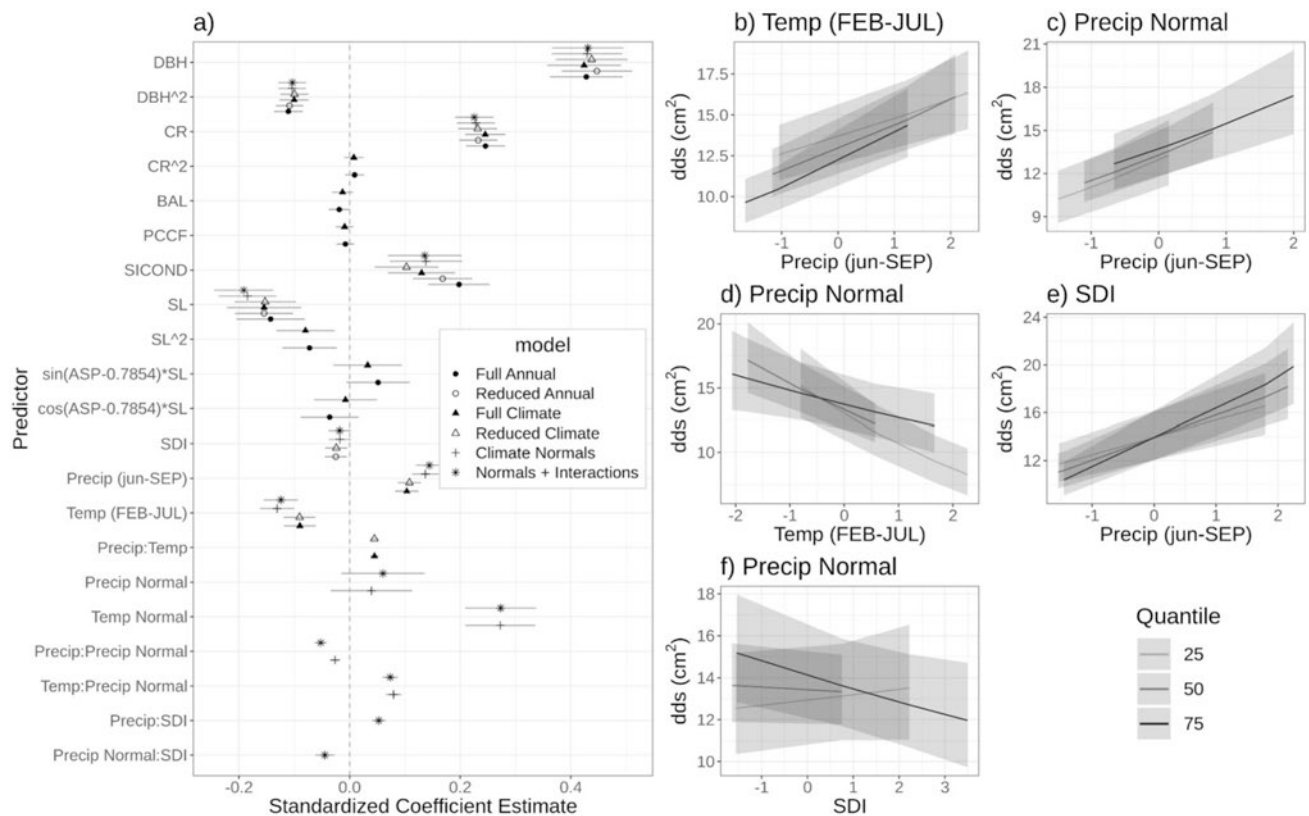 a)
Predictor
DBH
DBH^2
CR
CR^2
BAL
PCCF
SICOND
SL
SL^2
sin(ASP-0.7854)*SL
cos(ASP-0.7854)*SL
SDI
Precip (jun-SEP)
Temp (FEB-JUL)
Precip:Temp
Precip Normal
Temp Normal
Precip:Precip Normal
Temp:Precip Normal
Precip:SDI
Precip Normal:SDI
-0.2 0.0 0.2 0.4
Standardized Coefficient Estimate
model
Full Annual
Reduced Annual
Full Climate
Reduced Climate
Climate Normals
Normals + Interactions
b) Temp (FEB-JUL)
dds (cm²)
17.5
15.0
12.5
10.0
-1 0 1 2
Precip (jun-SEP)
c) Precip Normal
dds (cm²)
21
18
15
12
9
-1 0 1 2
Precip (jun-SEP)
d) Precip Normal
dds (cm²)
20
15
10
-2 -1 0 1 2
Temp (FEB-JUL)
e) SDI
dds (cm²)
24
20
16
12
-1 0 1 2
Precip (jun-SEP)
f) Precip Normal
dds (cm²)
18
16
14
12
10
-1 0 1 2 3
SDI
Quantile
25
50
75